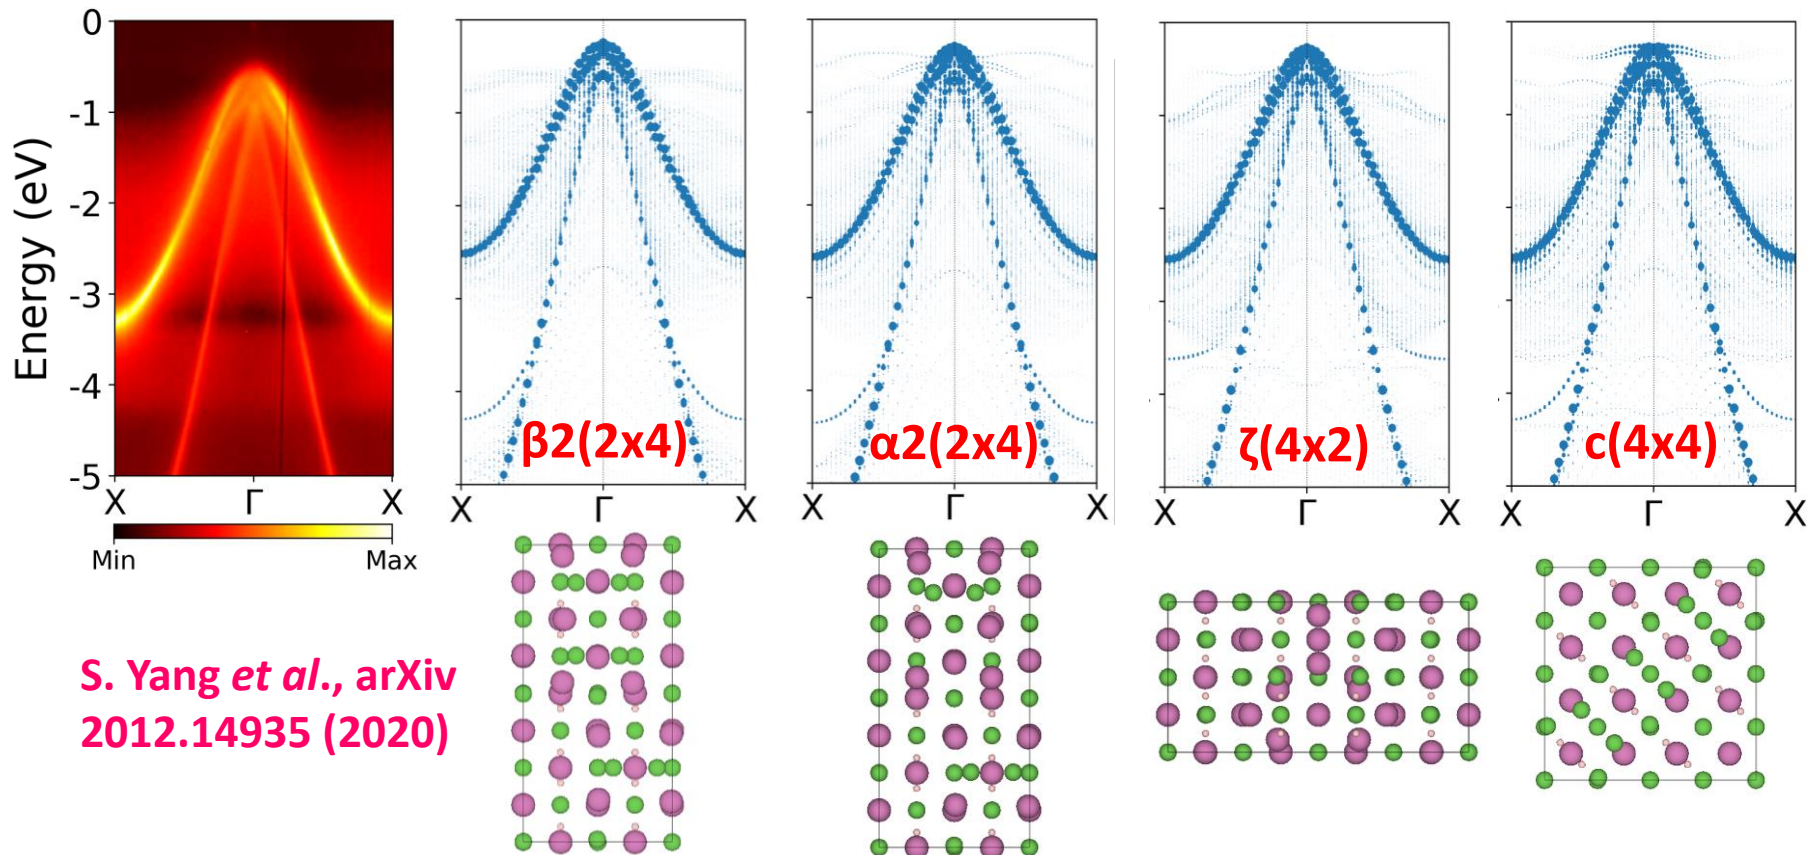 Energy (eV)
0
-1
-2
-3
-4
-5
X Γ X
Min Max
β2(2x4)
X Γ X
α2(2x4)
X Γ X
ζ(4x2)
X Γ X
c(4x4)
X Γ X
S. Yang et al., arXiv
2012.14935 (2020)